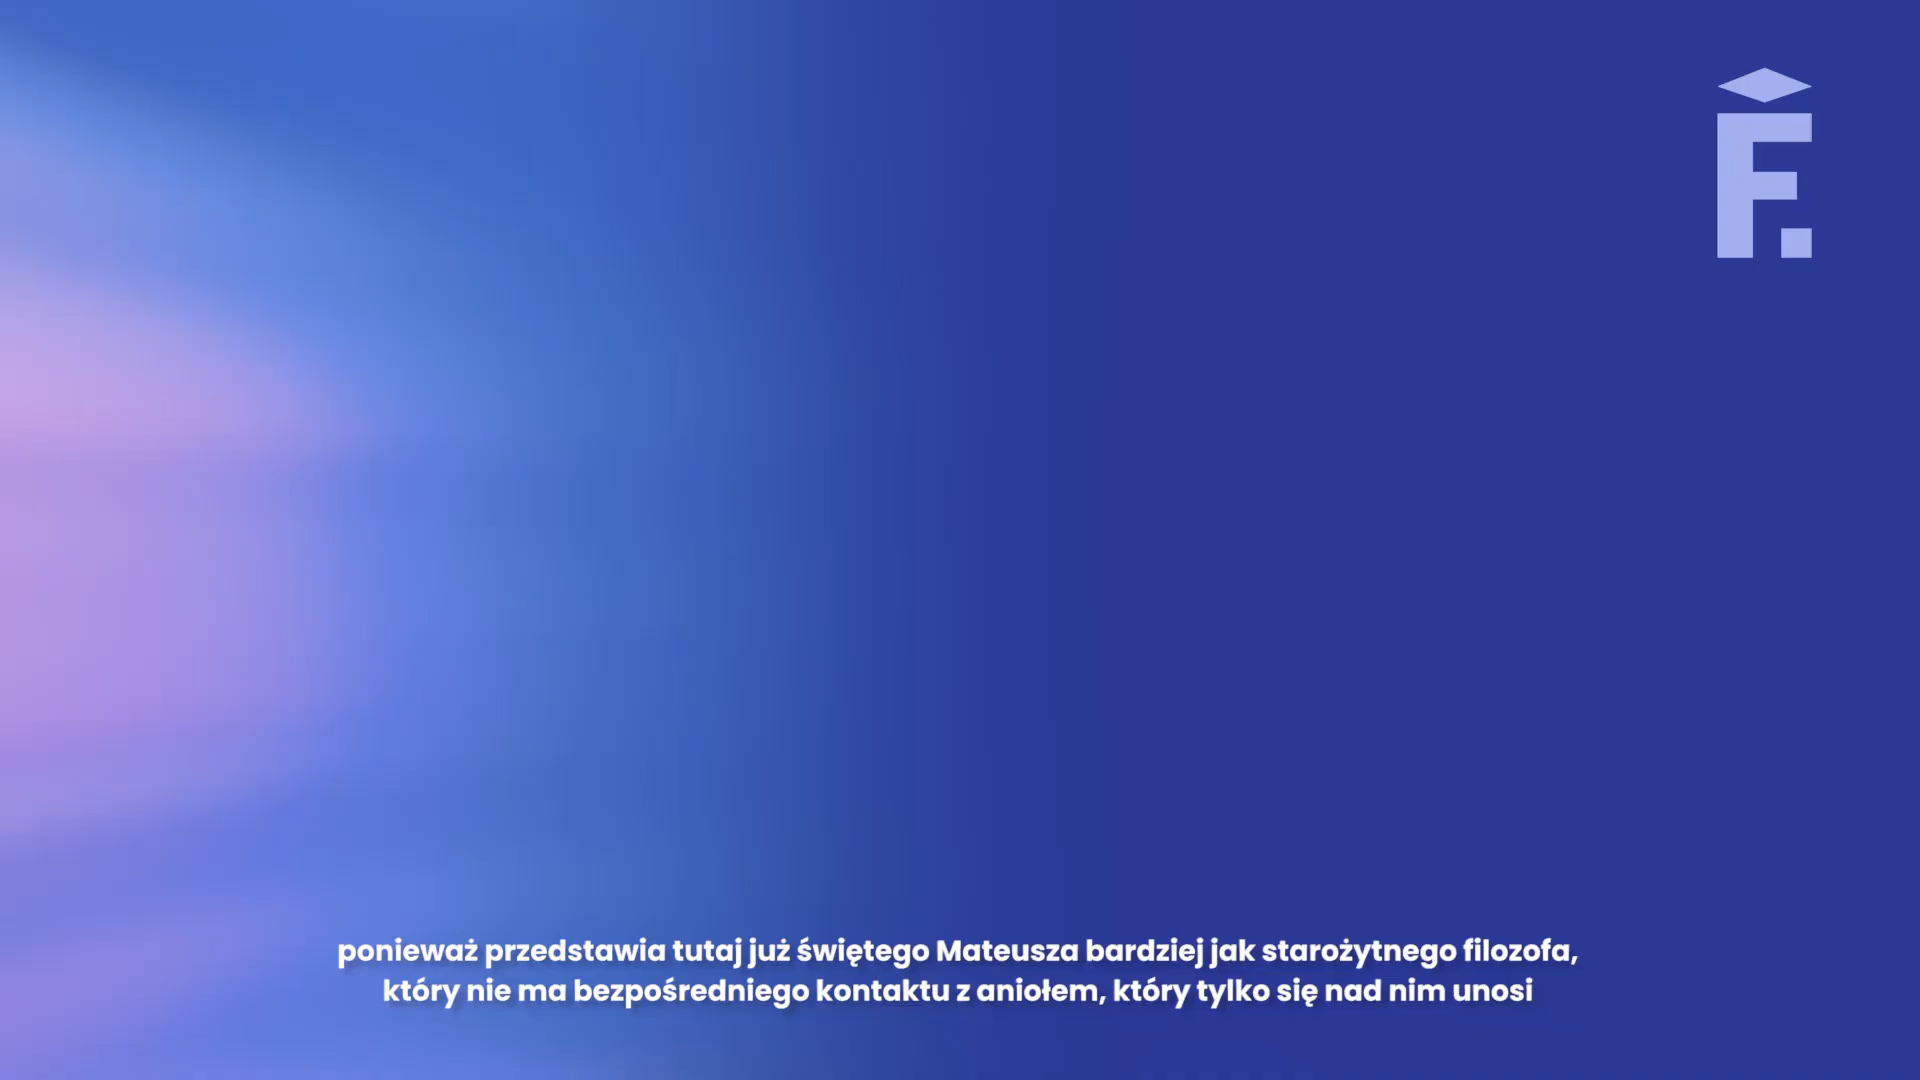 F.
ponieważ przedstawia tutaj już świętego Mateusza bardziej jak starożytnego filozofa,
który nie ma bezpośredniego kontaktu z aniołem, który tylko się nad nim unosi